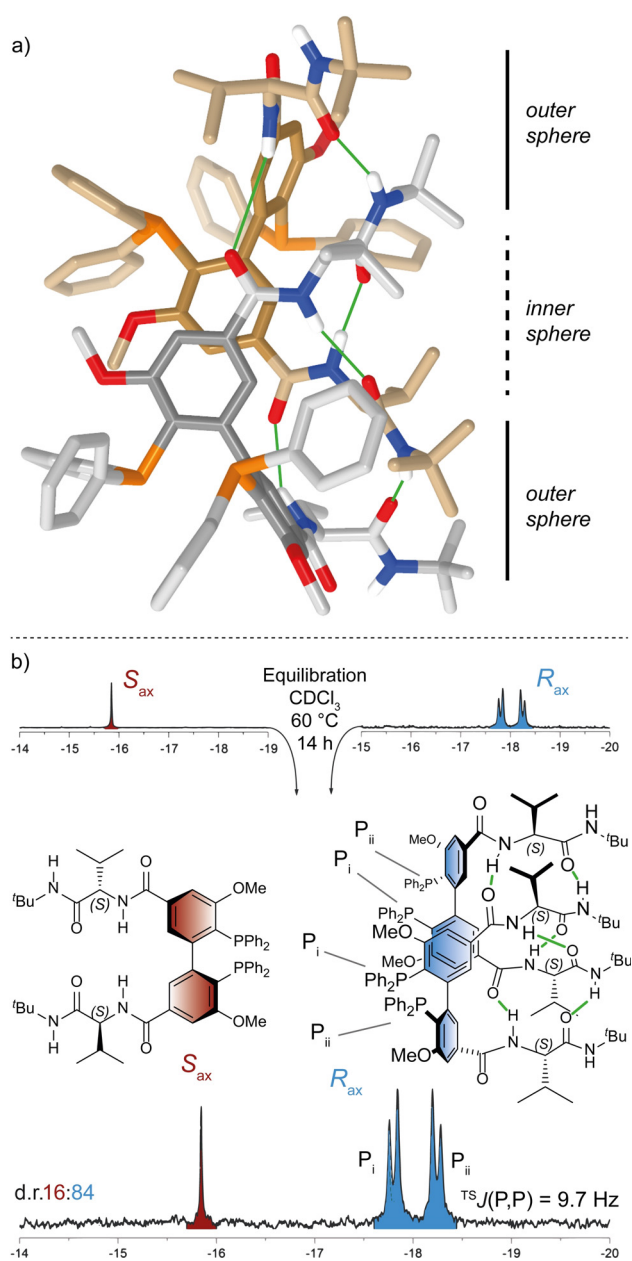 a)
outer
sphere
inner
sphere
outer
sphere
b)
Sax
Equilibration
CDCl3
60 °C
14 h
Rax
-14 -15 -16 -17 -18 -19
-15 -16 -17 -18 -19 -20
O
H
N
N
H
tBu
O
(S)
N
H
O
OMe
PPh2
PPh2
OMe
tBu
N
H
O
(S)
H
N
O
Sax
Pii
Pi
Pi
Pii
MeO
Ph2P
Ph2P
MeO
MeO
Ph2P
Ph2P
MeO
O
N
H
(S)
O
H
N
tBu
O
N
H
(S)
O
H
N
tBu
O
H
N
(S)
O
N
H
tBu
O
H
N
(S)
O
H
N
tBu
Rax
d.r.16:84
Pi
Pii
TSJ(P,P) = 9.7 Hz
-14 -15 -16 -17 -18 -19 -20